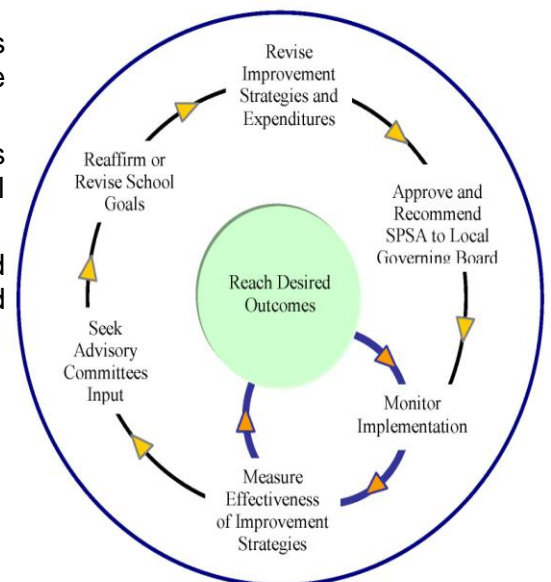 s
e
s
l
d
d
Revise
Improvement
Strategies and
Expenditures
Approve and
Recommend
SPSA to Local
Governing Board
Monitor
Implementation
Measure
Effectiveness
of Improvement
Strategies
Seek
Advisory
Committees
Input
Reaffirm or
Revise School
Goals
Reach Desired
Outcomes